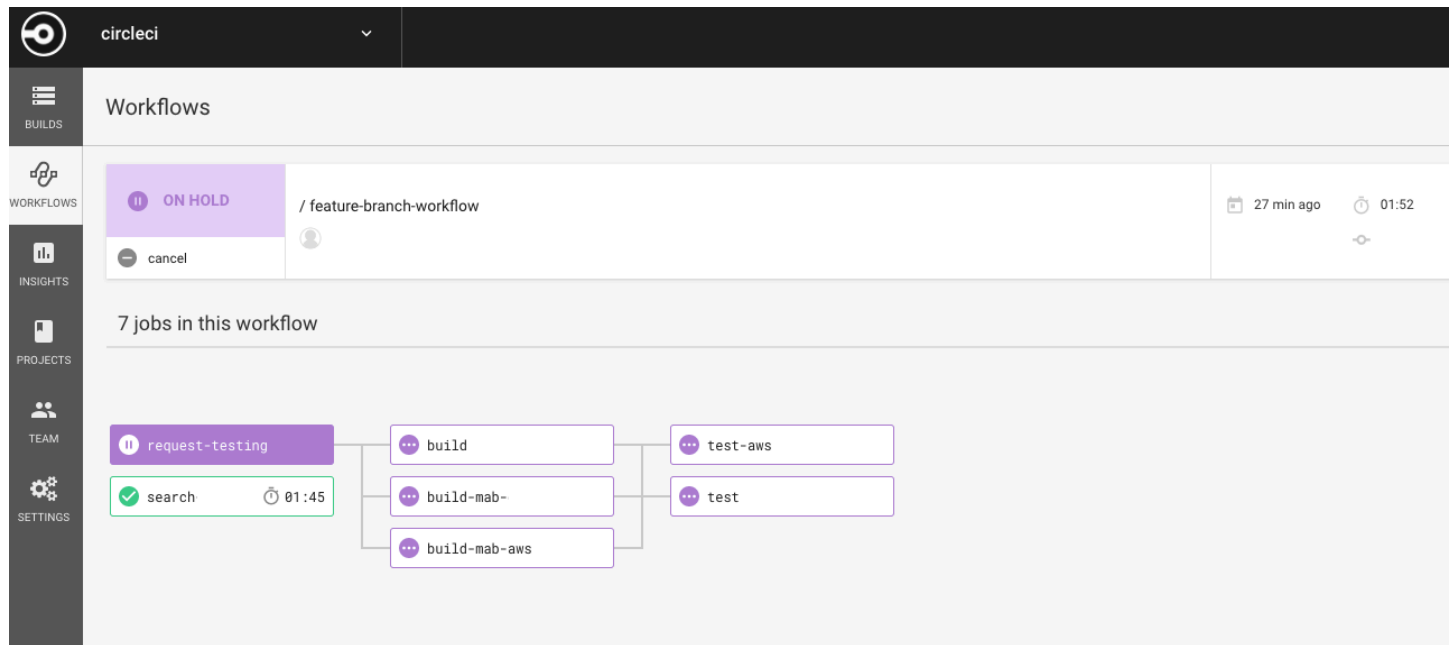 circleci
BUILDS
Workflows
WORKFLOWS
ON HOLD
/ feature-branch-workflow
27 min ago
01:52
cancel
INSIGHTS
7 jobs in this workflow
PROJECTS
TEAM
request-testing
build
test-aws
search
01:45
build-mab-
test
SETTINGS
build-mab-aws